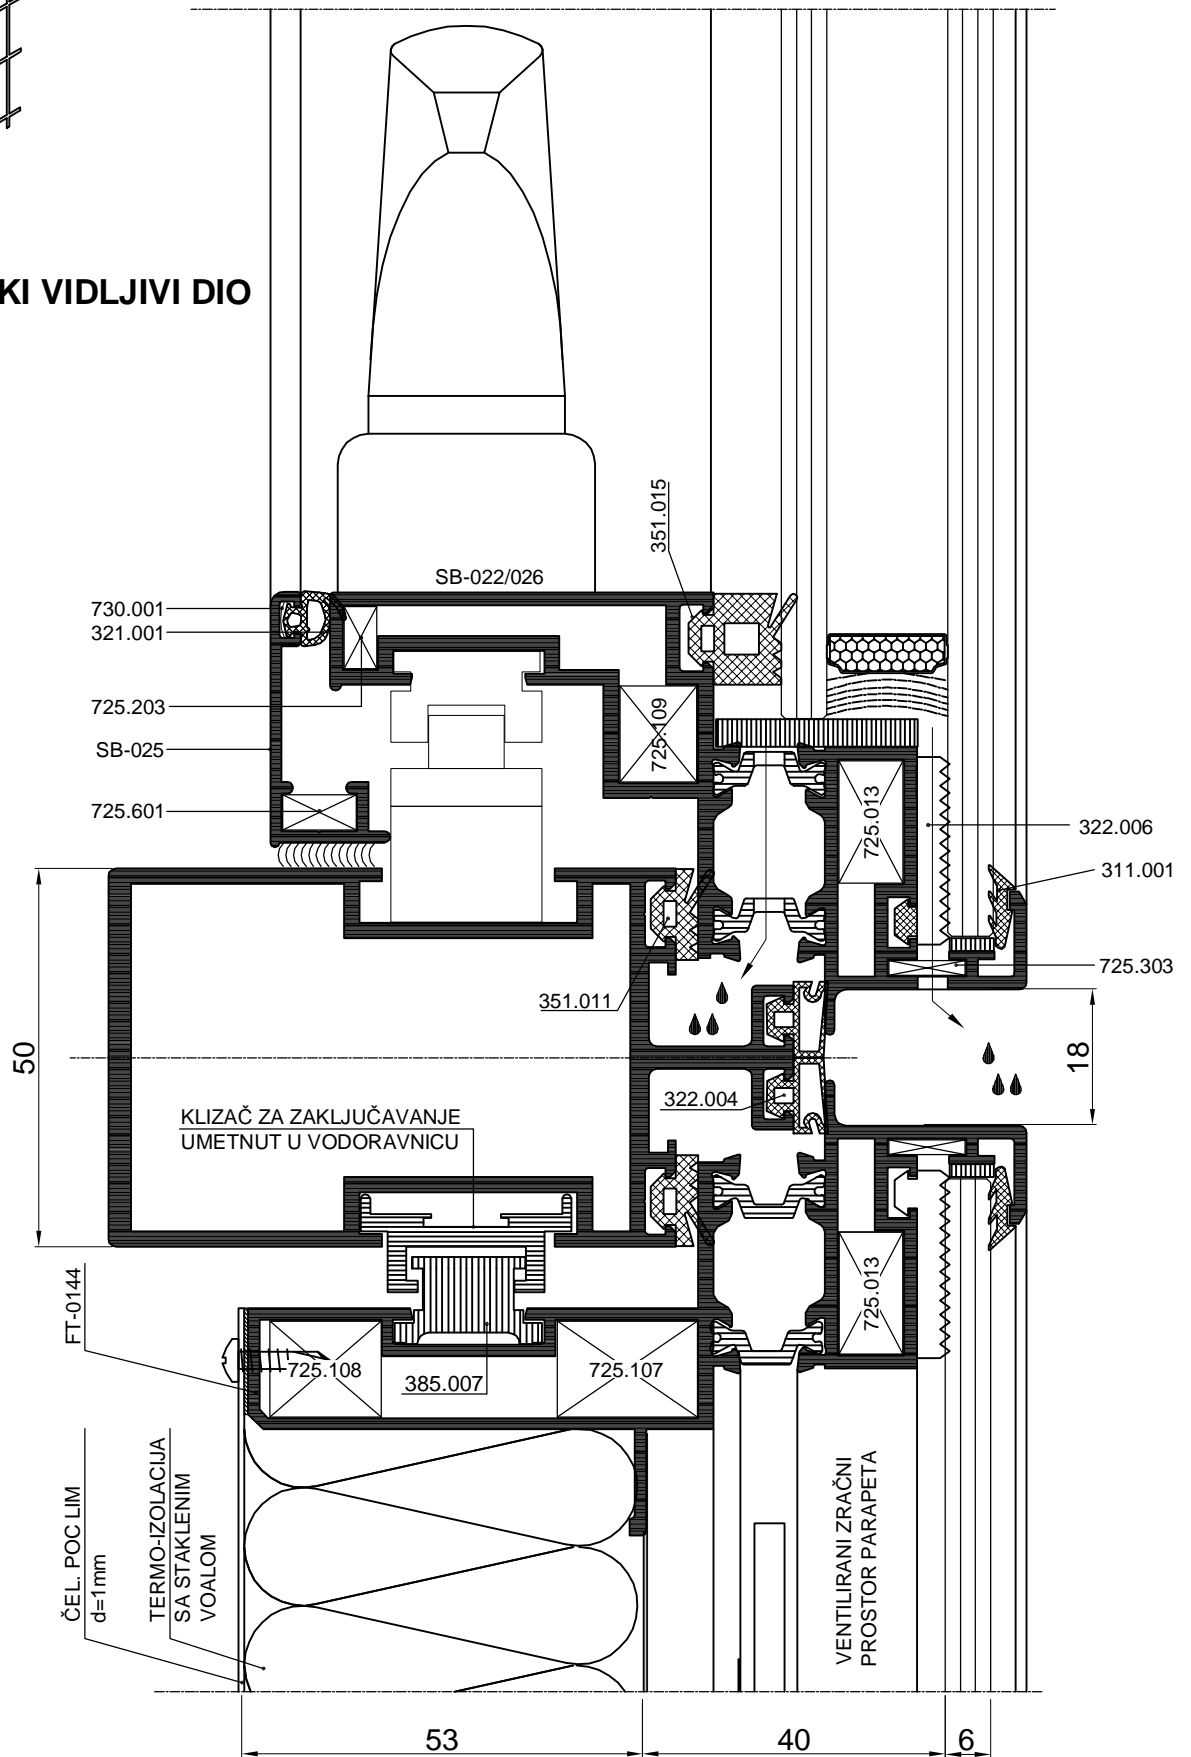 KI VIDLJIVI DIO
351.015
SB-022/026
730.001
321.001
725.203
SB-025
725.601
725.109
725.013
322.006
311.001
725.303
351.011
50
18
322.004
KLIZAČ ZA ZAKLJUČAVANJE
UMETNUT U VODORAVNICU
FT-0144
725.013
725.108
385.007
725.107
ČEL. POC LIM
d=1mm
TERMO-IZOLACIJA
SA STAKLENIM
VOALOM
VENTILIRANI ZRAČNI
PROSTOR PARAPETA
53
40
6